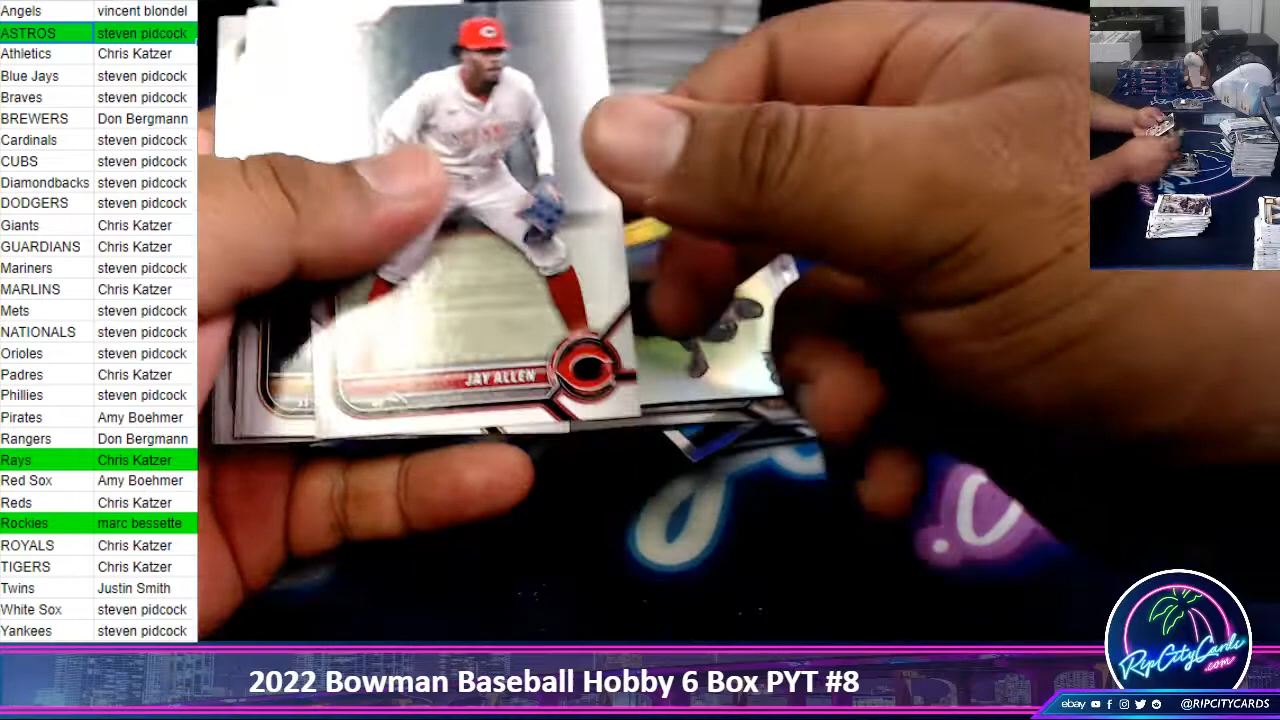 Angels vincent blondel
ASTROS steven pidcock
Athletics Chris Katzer
Blue Jays steven pidcock
Braves steven pidcock
BREWERS Don Bergmann
Cardinals steven pidcock
CUBS steven pidcock
Diamondbacks steven pidcock
DODGERS steven pidcock
Giants Chris Katzer
GUARDIANS Chris Katzer
Mariners steven pidcock
MARLINS Chris Katzer
Mets steven pidcock
NATIONALS steven pidcock
Orioles steven pidcock
Padres Chris Katzer
Phillies steven pidcock
Pirates Amy Boehmer
Rangers Don Bergmann
Rays Chris Katzer
Red Sox Amy Boehmer
Reds Chris Katzer
Rockies marc bessette
ROYALS Chris Katzer
TIGERS Chris Katzer
Twins Justin Smith
White Sox steven pidcock
Yankees steven pidcock
JAY ALLEN
RipCityCards
.com
2022 Bowman Baseball Hobby 6 Box PYT #8
ebay @RIPCITYCARDS